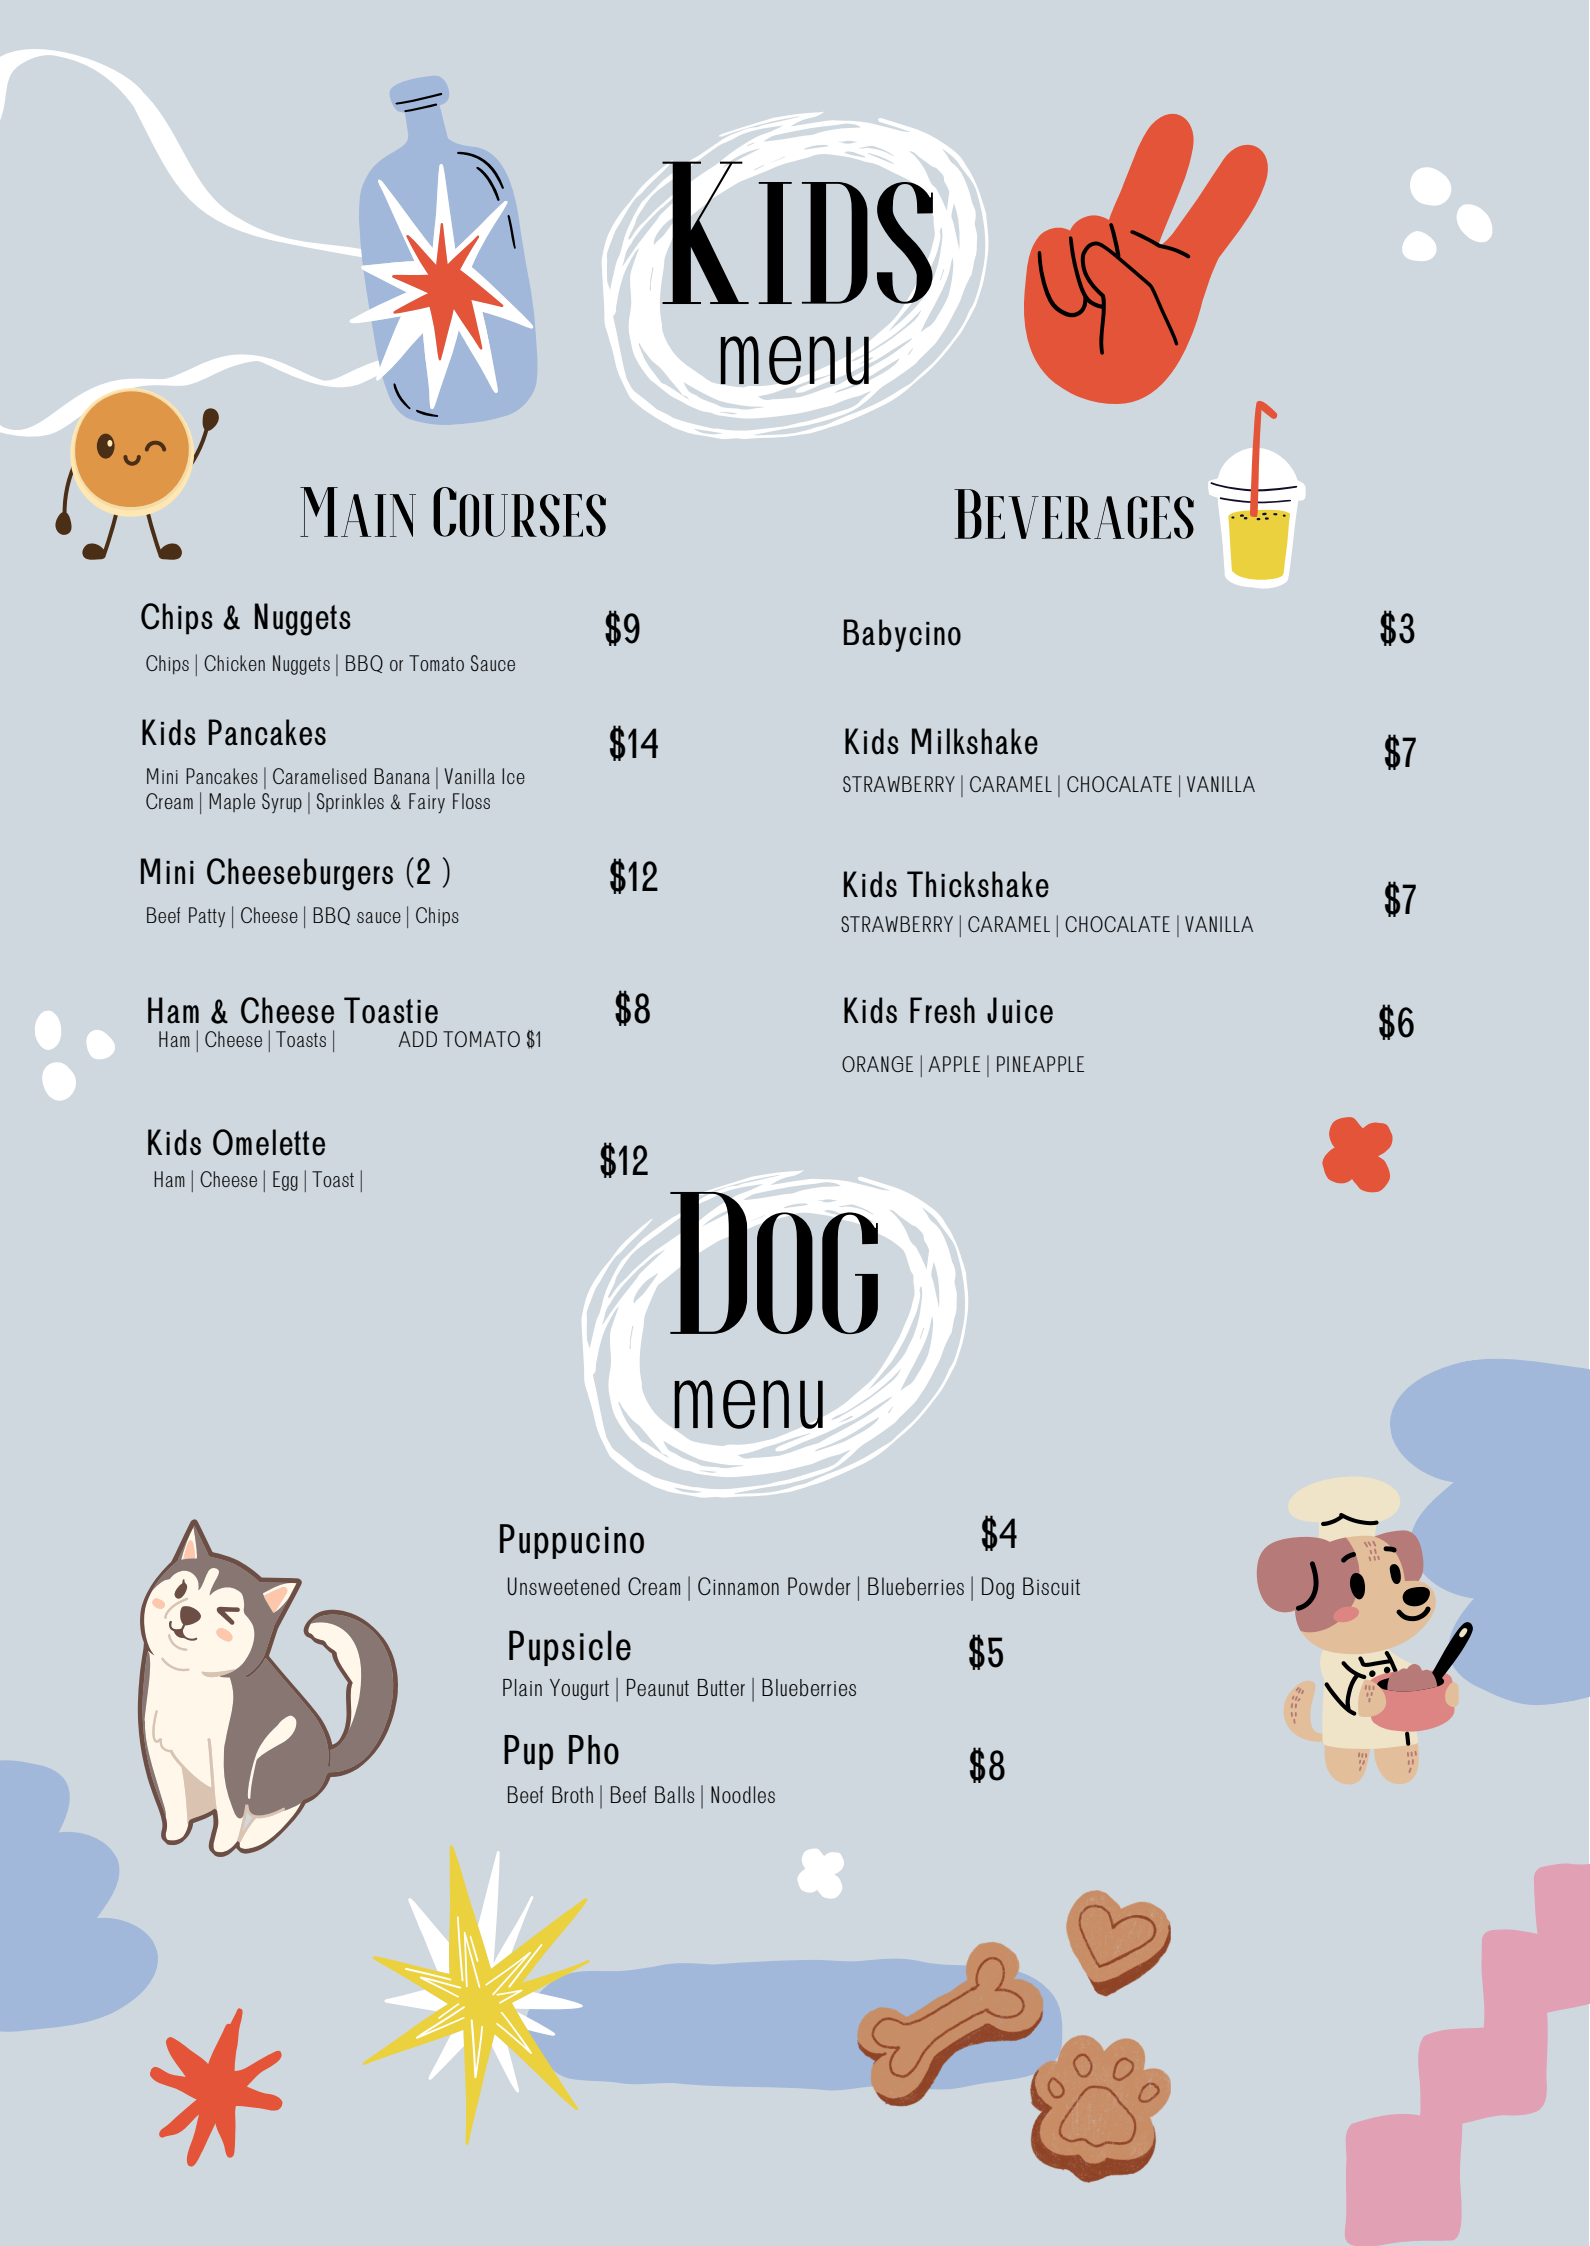 KIDS
menu
MAIN COURSES
Chips & Nuggets $9
Chips | Chicken Nuggets | BBQ or Tomato Sauce
Kids Pancakes $14
Mini Pancakes | Caramelised Banana | Vanilla Ice
Cream | Maple Syrup | Sprinkles & Fairy Floss
Mini Cheeseburgers (2 ) $12
Beef Patty | Cheese | BBQ sauce | Chips
Ham & Cheese Toastie $8
Ham | Cheese | Toasts | ADD TOMATO $1
Kids Omelette $12
Ham | Cheese | Egg | Toast |
BEVERAGES
Babycino $3
Kids Milkshake $7
STRAWBERRY | CARAMEL | CHOCALATE | VANILLA
Kids Thickshake $7
STRAWBERRY | CARAMEL | CHOCALATE | VANILLA
Kids Fresh Juice $6
ORANGE | APPLE | PINEAPPLE
DOG
menu
Puppucino $4
Unsweetened Cream | Cinnamon Powder | Blueberries | Dog Biscuit
Pupsicle $5
Plain Yougurt | Peaunut Butter | Blueberries
Pup Pho $8
Beef Broth | Beef Balls | Noodles